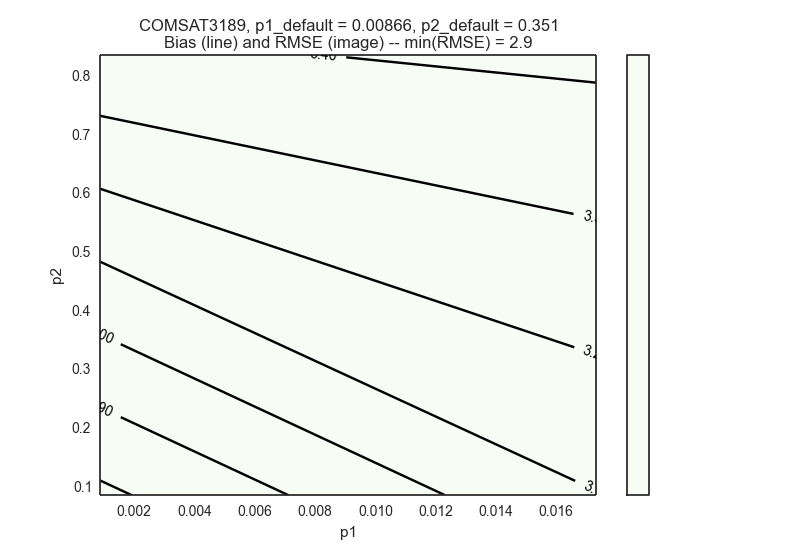 COMSAT3189, p1_default = 0.00866, p2_default = 0.351
Bias (line) and RMSE (image) -- min(RMSE) = 2.9
0.8
0.7
0.6
0.5
0.4
0.3
0.2
0.1
p2
0.002 0.004 0.006 0.008 0.010 0.012 0.014 0.016
p1